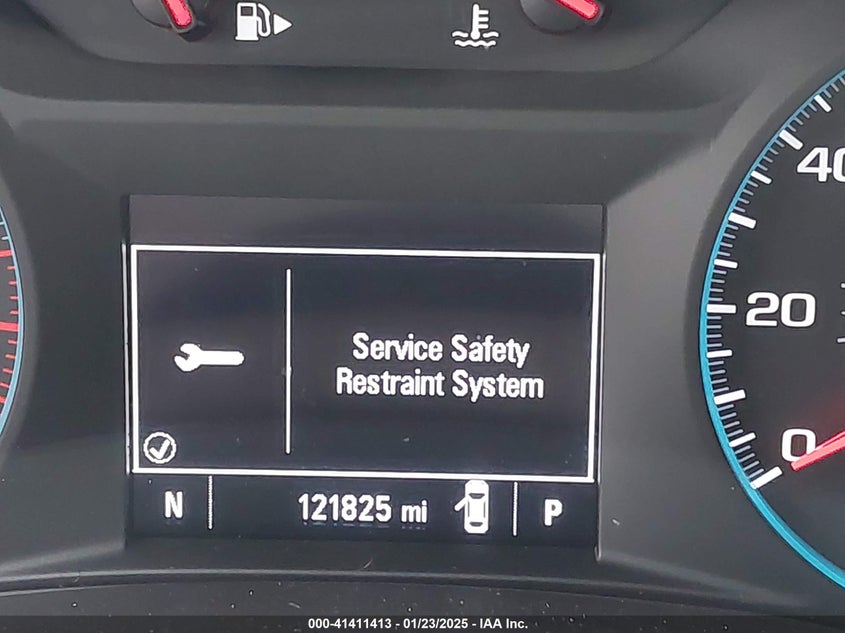 40
Service Safety
Restraint System
20
0
N
121825 mi
P
000-41411413 - 01/23/2025 - IAA Inc.